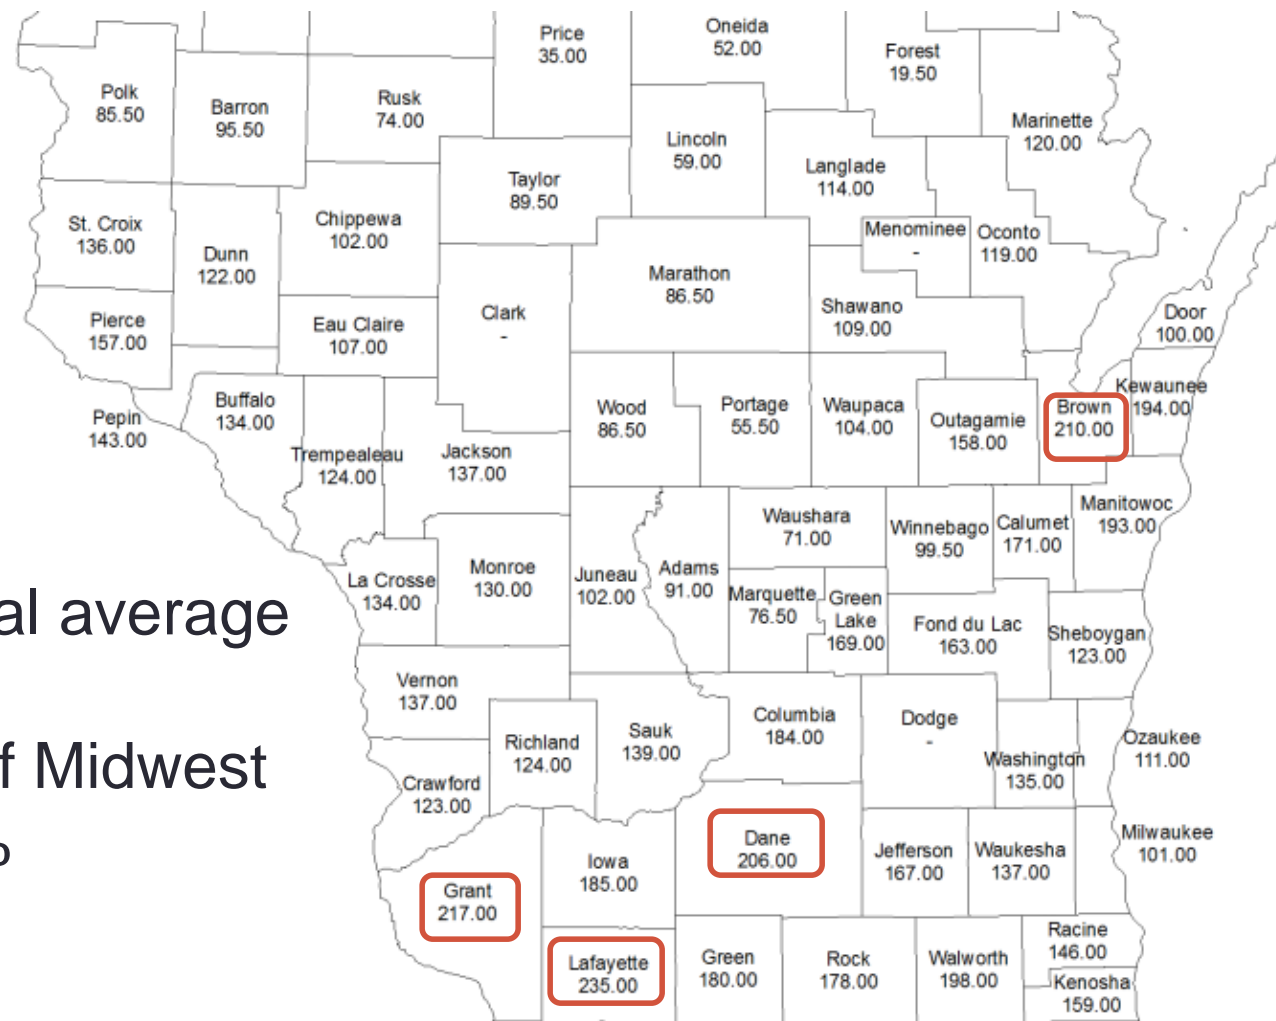 Price
35.00
Oneida
52.00
Forest
19.50
Polk
85.50
Barron
95.50
Rusk
74.00
Marinette
120.00
Lincoln
59.00
Langlade
114.00
Taylor
89.50
St. Croix
136.00
Dunn
122.00
Chippewa
102.00
Menominee
-
Oconto
119.00
Marathon
86.50
Clark
-
Shawano
109.00
Door
100.00
Pierce
157.00
Eau Claire
107.00
Kewaunee
194.00
Pepin
143.00
Buffalo
134.00
Wood
86.50
Portage
55.50
Waupaca
104.00
Outagamie
158.00
Brown
210.00
Trempealeau
124.00
Jackson
137.00
Waushara
71.00
Winnebago
99.50
Calumet
171.00
Manitowoc
193.00
La Crosse
134.00
Monroe
130.00
Juneau
102.00
Adams
91.00
Marquette
76.50
Green
Lake
169.00
Fond du Lac
163.00
Sheboygan
123.00
al average
Vernon
137.00
Richland
124.00
Sauk
139.00
Columbia
184.00
Dodge
-
Washington
135.00
Ozaukee
111.00
f Midwest
Crawford
123.00
Iowa
185.00
Dane
206.00
Jefferson
167.00
Waukesha
137.00
Milwaukee
101.00
Grant
217.00
Lafayette
235.00
Green
180.00
Rock
178.00
Walworth
198.00
Racine
146.00
Kenosha
159.00